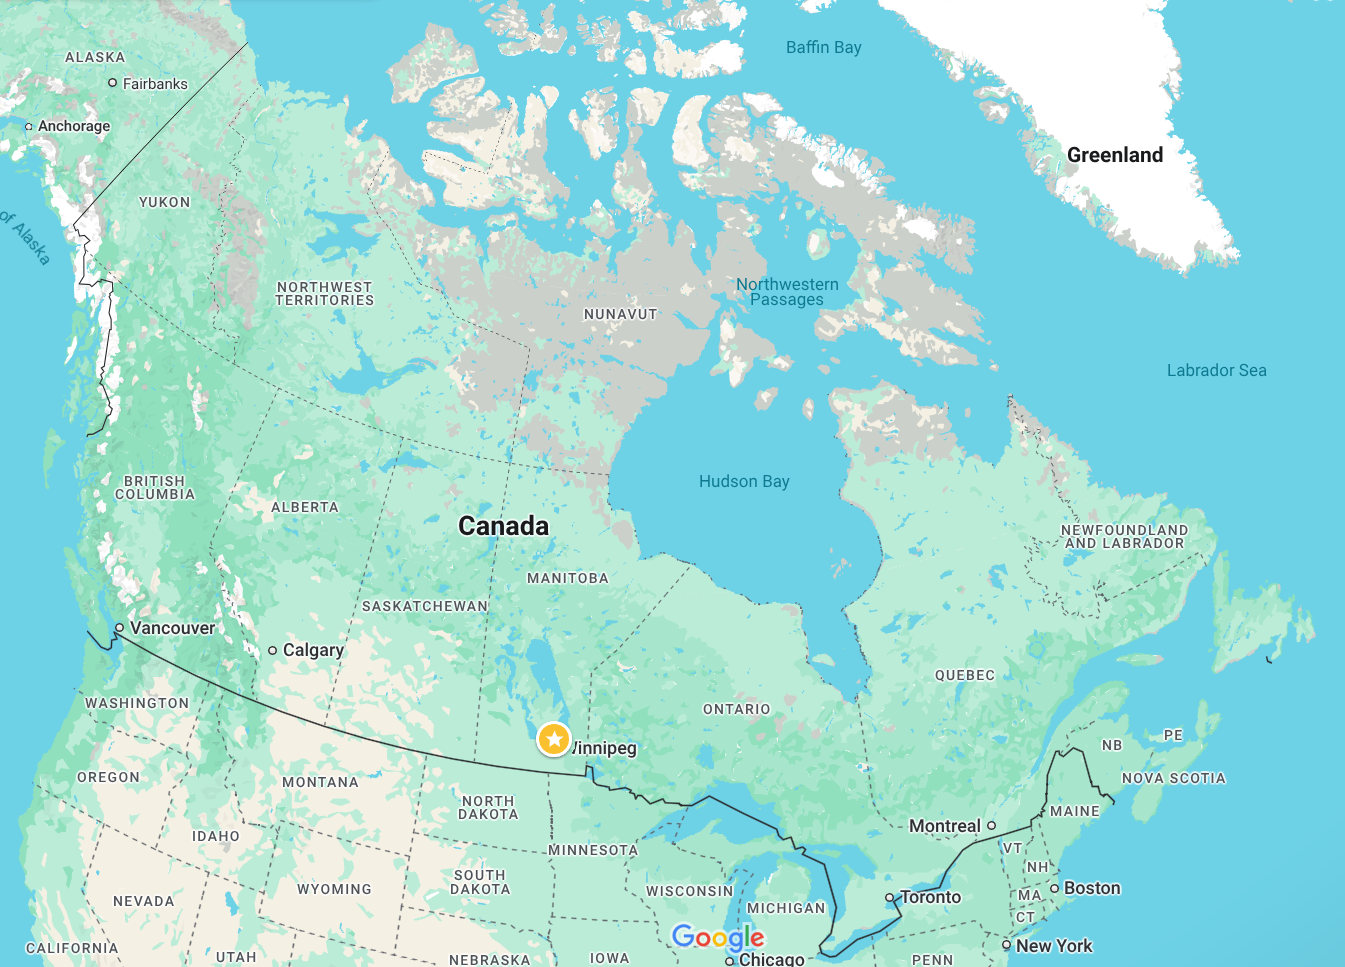 Baffin Bay
ALASKA
Fairbanks
Anchorage
Greenland
YUKON
of Alaska
NORTHWEST
TERRITORIES
Northwestern
Passages
NUNAVUT
Labrador Sea
Hudson Bay
BRITISH
COLUMBIA
ALBERTA
Canada
NEWFOUNDLAND
AND LABRADOR
MANITOBA
SASKATCHEWAN
Vancouver
Calgary
QUEBEC
WASHINGTON
ONTARIO
PE
NB
Winnipeg
OREGON
MONTANA
NOVA SCOTIA
NORTH
DAKOTA
MAINE
Montreal
IDAHO
MINNESOTA
VT
NH
SOUTH
DAKOTA
WYOMING
WISCONSIN
Boston
MA
NEVADA
Toronto
MICHIGAN
CT
Google
CALIFORNIA
New York
UTAH
NEBRASKA
IOWA
Chicago
PENN